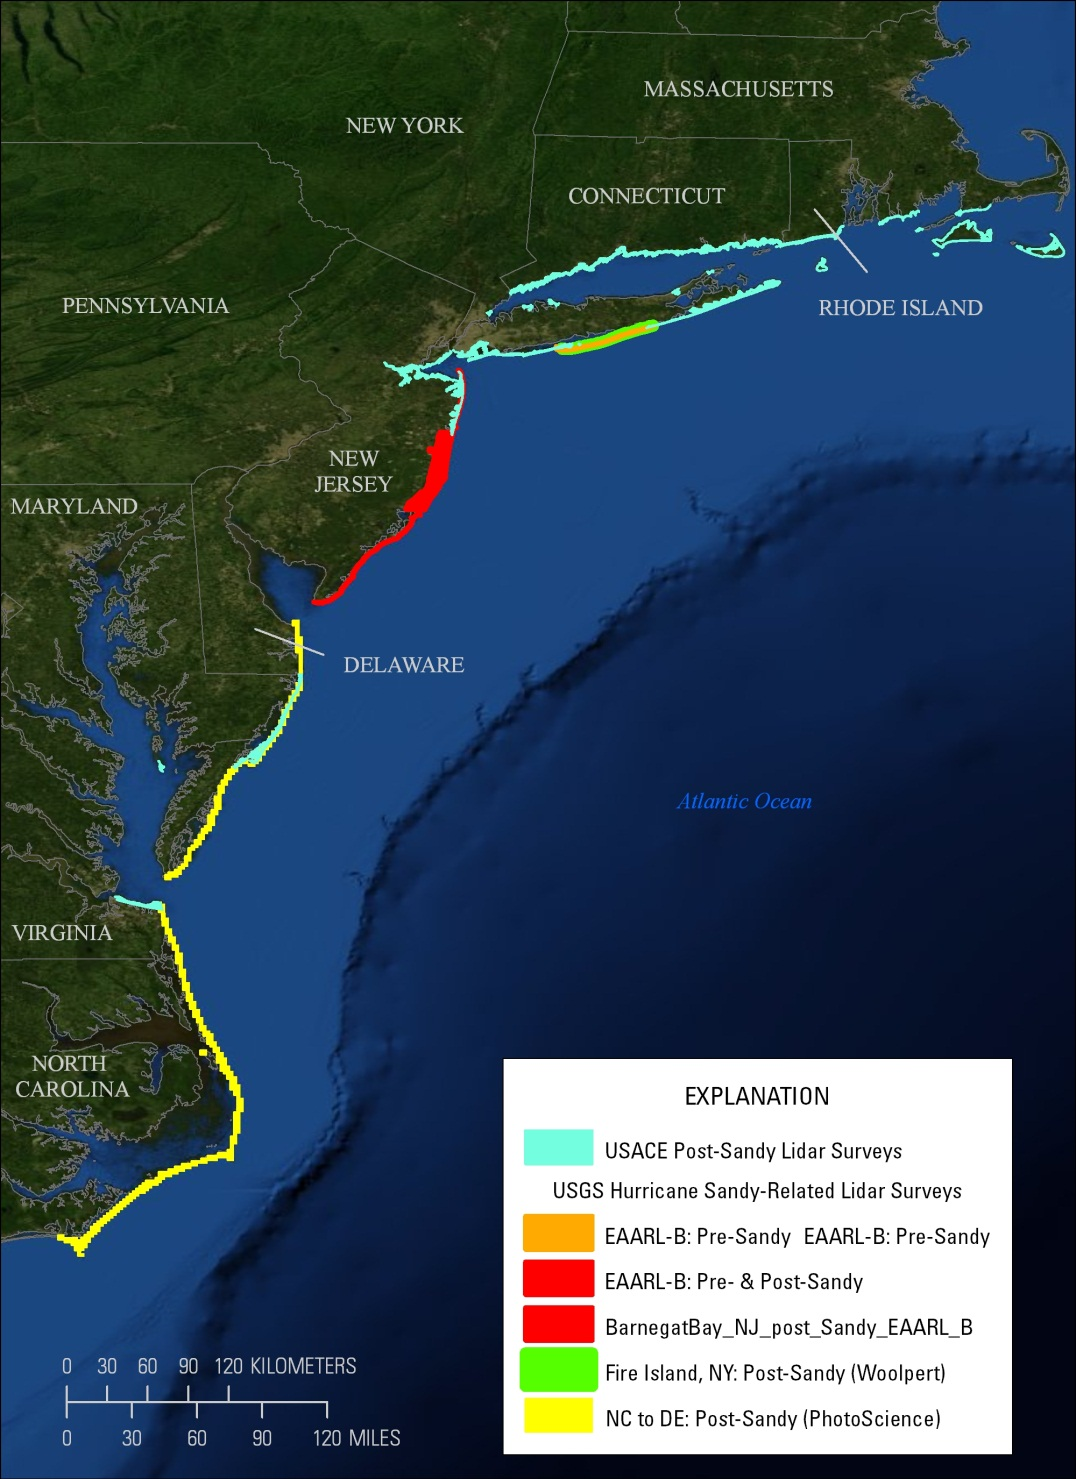 MASSACHUSETTS
NEW YORK
CONNECTICUT
PENNSYLVANIA
RHODE ISLAND
NEW
JERSEY
MARYLAND
DELAWARE
Atlantic Ocean
VIRGINIA
NORTH
CAROLINA
EXPLANATION
USACE Post-Sandy Lidar Surveys
USGS Hurricane Sandy-Related Lidar Surveys
EAARL-B: Pre-Sandy EAARL-B: Pre-Sandy
EAARL-B: Pre- & Post-Sandy
BarnegatBay_NJ_post_Sandy_EAARL_B
Fire Island, NY: Post-Sandy (Woolpert)
NC to DE: Post-Sandy (PhotoScience)
0 30 60 90 120 KILOMETERS
0 30 60 90 120 MILES